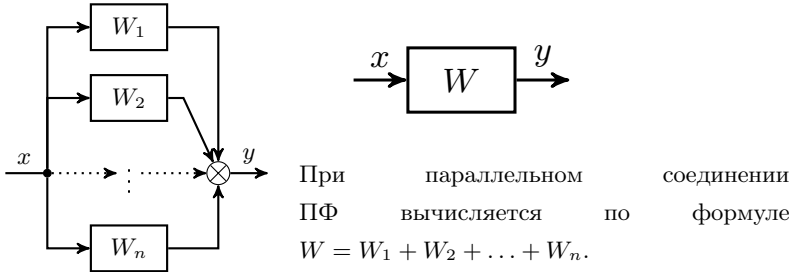 W₁
W₂
x
y
⋮
Wₙ
x
y
W
При параллельном соединении
ПФ вычисляется по формуле
W = W₁ + W₂ + … + Wₙ.